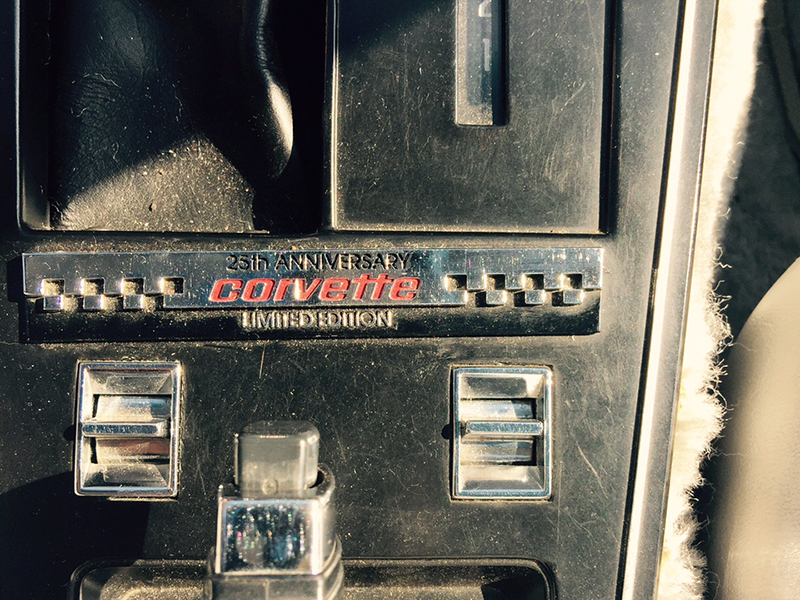 25th ANNIVERSARY
corvette
LIMITED EDITION